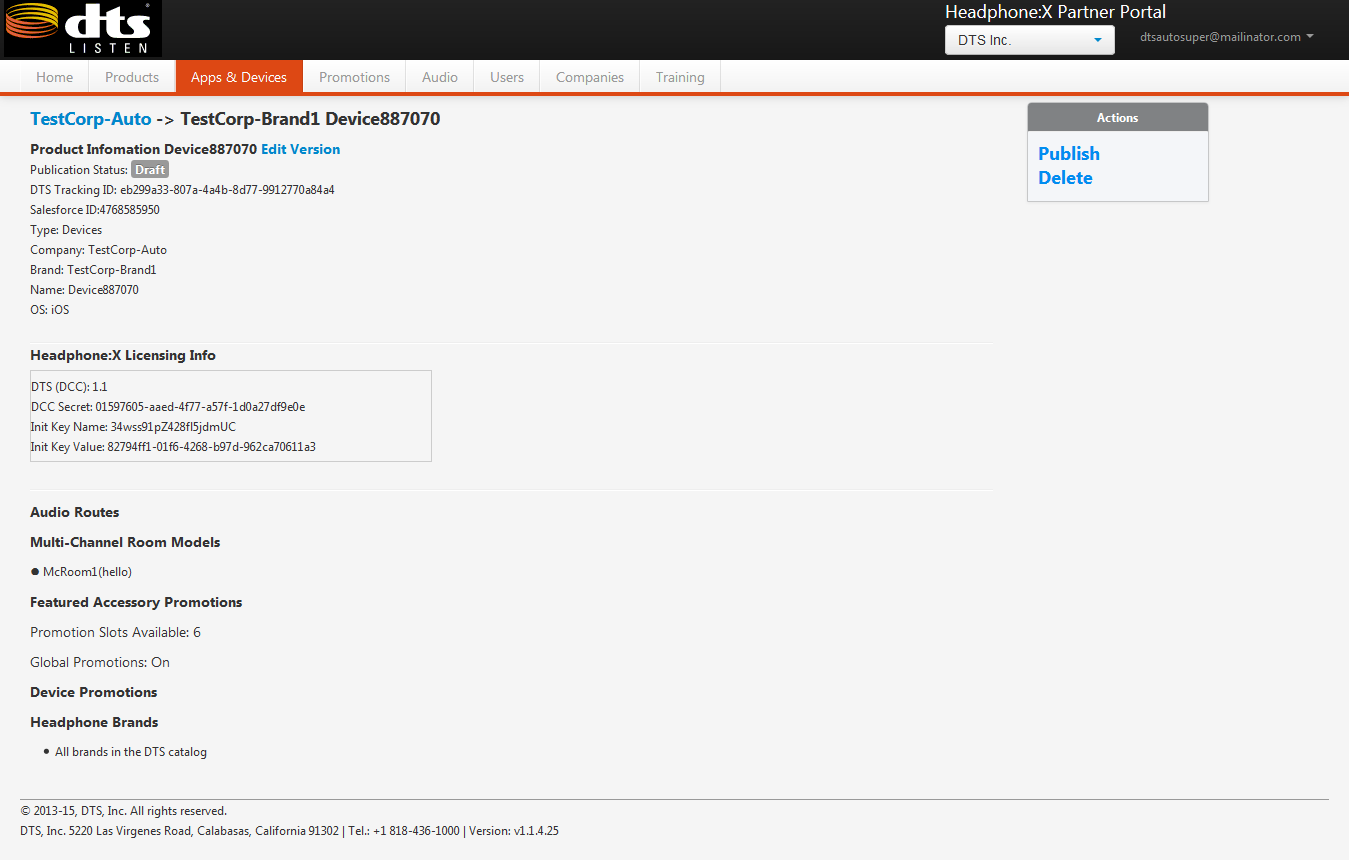 dts
LISTEN
Headphone:X Partner Portal
DTS Inc.
dtsautosuper@mailinator.com
Home Products Apps & Devices Promotions Audio Users Companies Training
TestCorp-Auto -> TestCorp-Brand1 Device887070
Actions
Publish
Delete
Product Infomation Device887070 Edit Version
Publication Status: Draft
DTS Tracking ID: eb299a33-807a-4a4b-8d77-9912770a84a4
Salesforce ID:4768585950
Type: Devices
Company: TestCorp-Auto
Brand: TestCorp-Brand1
Name: Device887070
OS: iOS
Headphone:X Licensing Info
DTS (DCC): 1.1
DCC Secret: 01597605-aaed-4f77-a57f-1d0a27df9e0e
Init Key Name: 34wss91pZ428fl5jdmUC
Init Key Value: 82794ff1-01f6-4268-b97d-962ca70611a3
Audio Routes
Multi-Channel Room Models
● McRoom1(hello)
Featured Accessory Promotions
Promotion Slots Available: 6
Global Promotions: On
Device Promotions
Headphone Brands
• All brands in the DTS catalog
© 2013-15, DTS, Inc. All rights reserved.
DTS, Inc. 5220 Las Virgenes Road, Calabasas, California 91302 | Tel.: +1 818-436-1000 | Version: v1.1.4.25